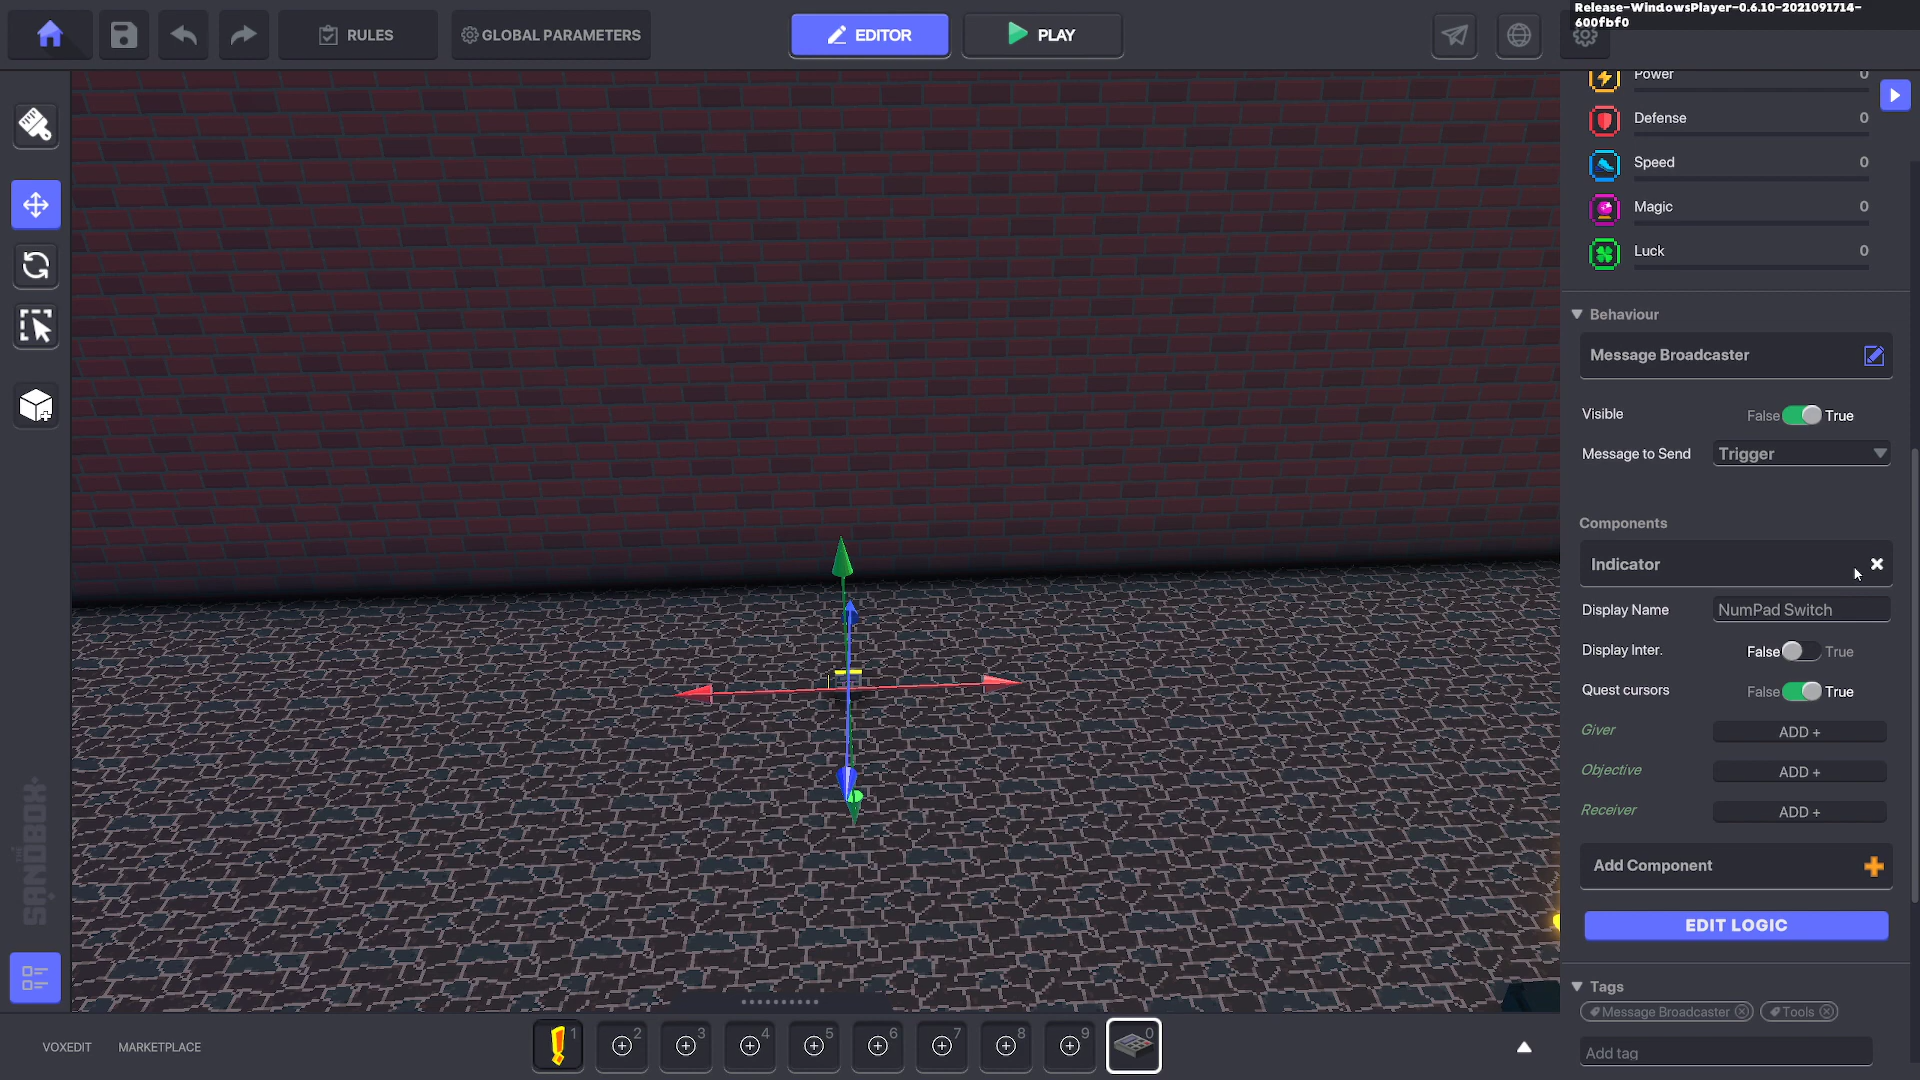 Release-WindowsPlayer-0.6.10-2021091714-
600fbf0
RULES
GLOBAL PARAMETERS
EDITOR
PLAY
Power 0
Defense 0
Speed 0
Magic 0
Luck 0
Behaviour
Message Broadcaster
Visible False True
Message to Send Trigger
Components
Indicator
Display Name NumPad Switch
Display Inter. False True
Quest cursors False True
Giver ADD +
Objective ADD +
Receiver ADD +
Add Component
EDIT LOGIC
Tags
Message Broadcaster Tools
Add tag
THE SANDBOX
VOXEDIT MARKETPLACE
1 2 3 4 5 6 7 8 9 0